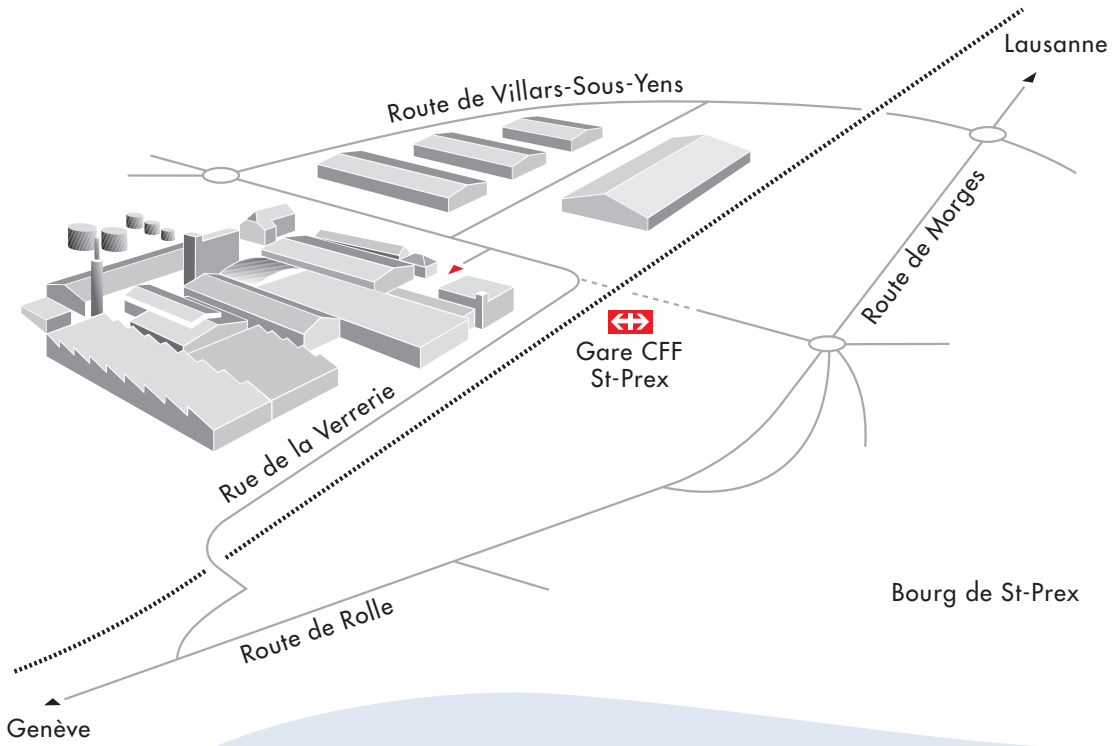 Lausanne
Route de Villars-Sous-Yens
Route de Morges
Gare CFF
St-Prex
Rue de la Verrerie
Bourg de St-Prex
Route de Rolle
Genève